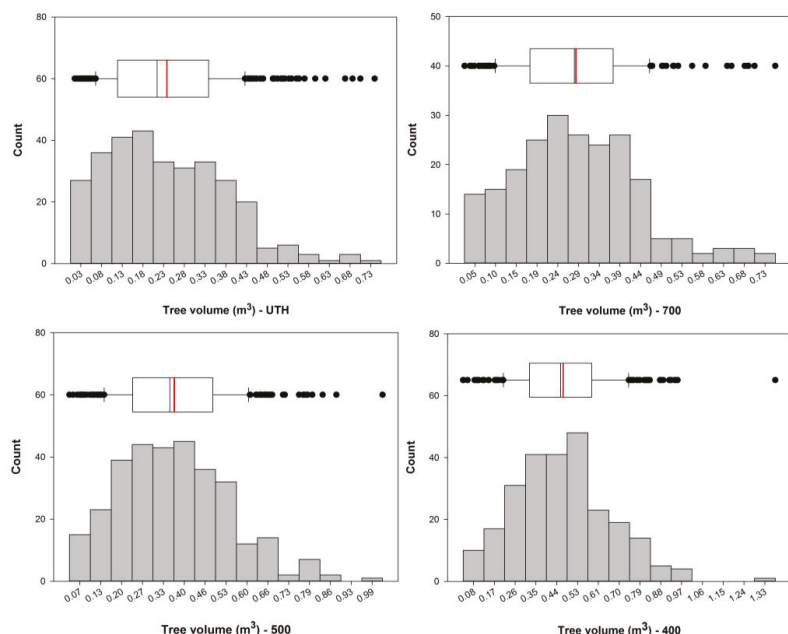 80
60
40
20
0
Count
0.03 0.08 0.13 0.18 0.23 0.28 0.33 0.38 0.43 0.48 0.53 0.58 0.63 0.68 0.73
Tree volume (m³) - UTH
50
40
30
20
10
0
Count
0.05 0.10 0.15 0.19 0.24 0.29 0.34 0.39 0.44 0.49 0.53 0.58 0.63 0.68 0.73
Tree volume (m³) - 700
80
60
40
20
0
Count
0.07 0.13 0.20 0.27 0.33 0.40 0.46 0.53 0.60 0.66 0.73 0.79 0.86 0.93 0.99
Tree volume (m³) - 500
80
60
40
20
0
Count
0.08 0.17 0.26 0.35 0.44 0.53 0.61 0.70 0.79 0.88 0.97 1.06 1.15 1.24 1.33
Tree volume (m³) - 400